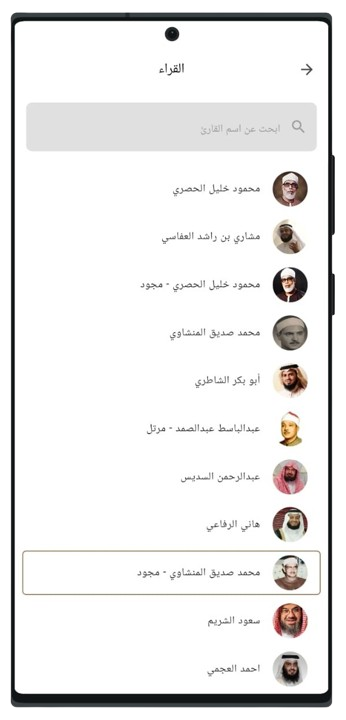 القراء
ابحث عن اسم القارئ
محمود خليل الحصري
مشاري بن راشد العفاسي
محمود خليل الحصري - مجود
محمد صديق المنشاوي
أبو بكر الشاطري
عبدالباسط عبدالصمد - مرتل
عبدالرحمن السديس
هاني الرفاعي
محمد صديق المنشاوي - مجود
سعود الشريم
احمد العجمي